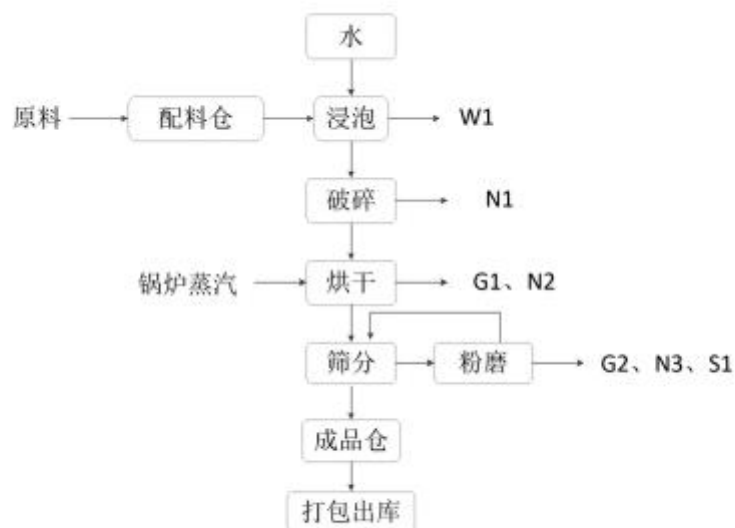 水
原料 配料仓 浸泡 W1
破碎 N1
锅炉蒸汽 烘干 G1、N2
筛分 粉磨 G2、N3、S1
成品仓
打包出库